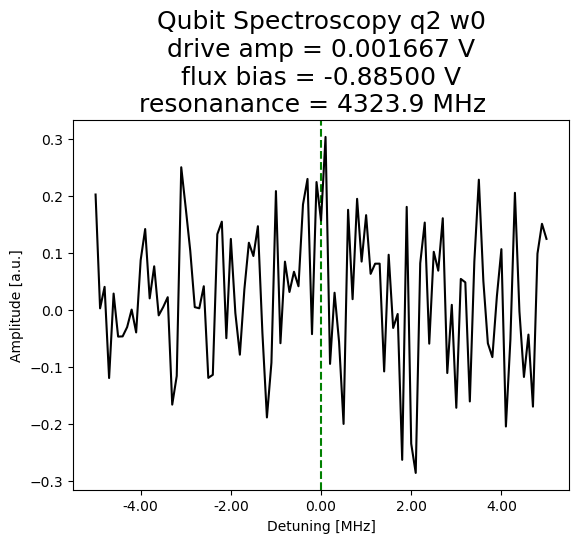 Qubit Spectroscopy q2 w0
drive amp = 0.001667 V
flux bias = -0.88500 V
resonanance = 4323.9 MHz
0.3
0.2
0.1
0.0
−0.1
−0.2
−0.3
Amplitude [a.u.]
-4.00 -2.00 0.00 2.00 4.00
Detuning [MHz]